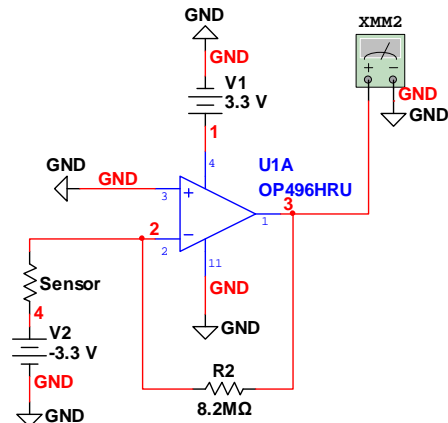 GND
XMM2
GND
V1
3.3 V
+
−
GND
GND
1
GND
4
U1A
OP496HRU
GND
3
+
3
1
2
2
−
11
Sensor
GND
4
GND
V2
-3.3 V
R2
GND
8.2MΩ
GND